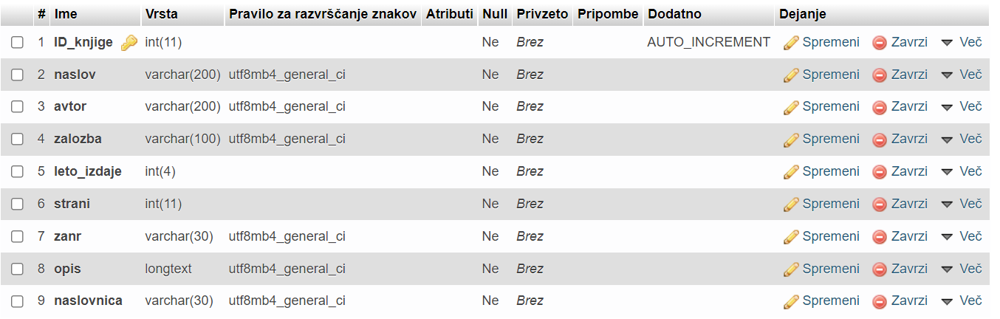 # Ime Vrsta Pravilo za razvrščanje znakov Atributi Null Privzeto Pripombe Dodatno Dejanje
1 ID_knjige int(11) Ne Brez AUTO_INCREMENT Spremeni Zavrzi Več
2 naslov varchar(200) utf8mb4_general_ci Ne Brez Spremeni Zavrzi Več
3 avtor varchar(200) utf8mb4_general_ci Ne Brez Spremeni Zavrzi Več
4 zalozba varchar(100) utf8mb4_general_ci Ne Brez Spremeni Zavrzi Več
5 leto_izdaje int(4) Ne Brez Spremeni Zavrzi Več
6 strani int(11) Ne Brez Spremeni Zavrzi Več
7 zanr varchar(30) utf8mb4_general_ci Ne Brez Spremeni Zavrzi Več
8 opis longtext utf8mb4_general_ci Ne Brez Spremeni Zavrzi Več
9 naslovnica varchar(30) utf8mb4_general_ci Ne Brez Spremeni Zavrzi Več